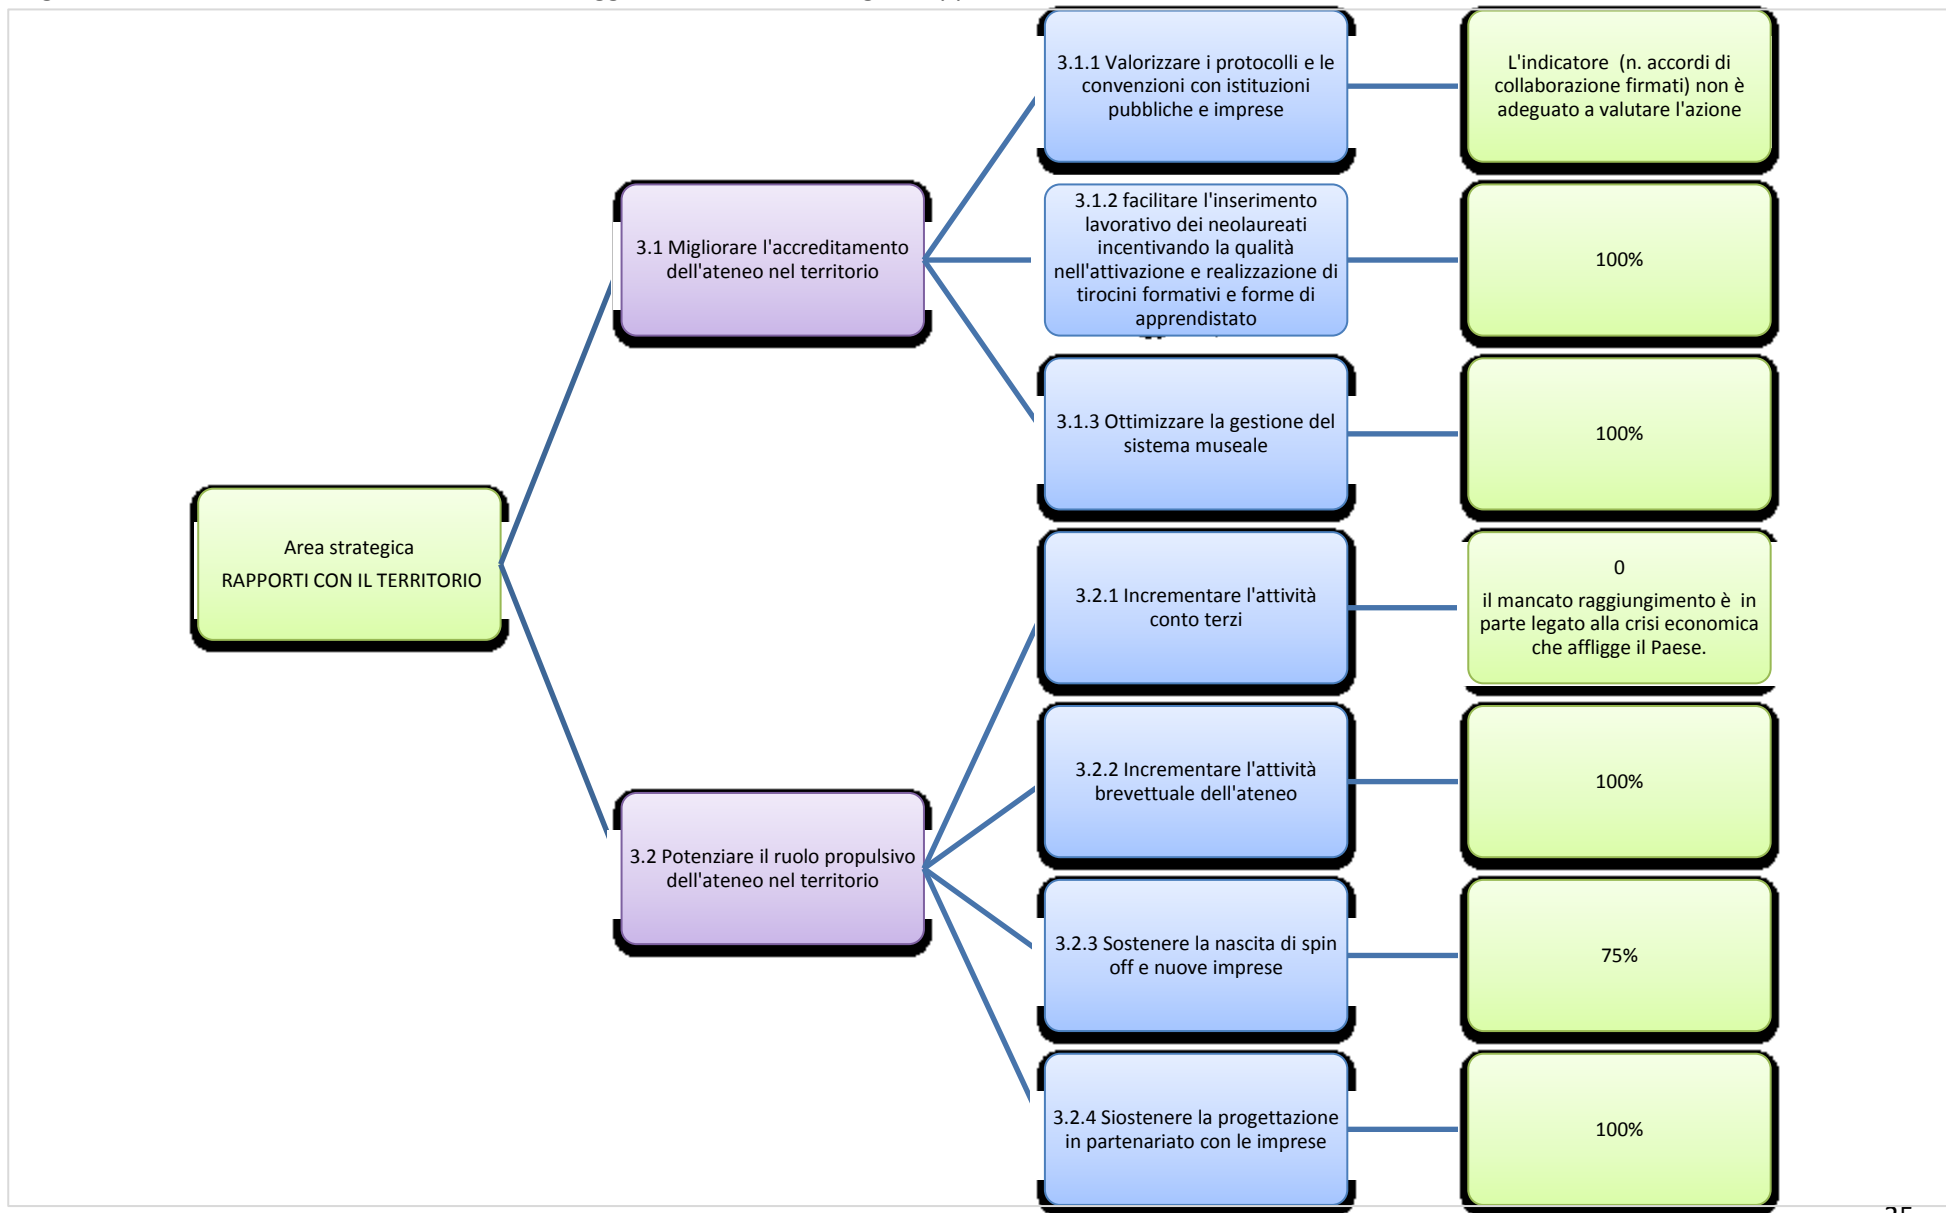 3.1.1 Valorizzare i protocolli e le
convenzioni con istituzioni
pubbliche e imprese
L'indicatore (n. accordi di
collaborazione firmati) non è
adeguato a valutare l'azione
3.1 Migliorare l'accreditamento
dell'ateneo nel territorio
3.1.2 facilitare l'inserimento
lavorativo dei neolaureati
incentivando la qualità
nell'attivazione e realizzazione di
tirocini formativi e forme di
apprendistato
100%
3.1.3 Ottimizzare la gestione del
sistema museale
100%
Area strategica
RAPPORTI CON IL TERRITORIO
3.2.1 Incrementare l'attività
conto terzi
0
il mancato raggiungimento è in
parte legato alla crisi economica
che affligge il Paese.
3.2 Potenziare il ruolo propulsivo
dell'ateneo nel territorio
3.2.2 Incrementare l'attività
brevettuale dell'ateneo
100%
3.2.3 Sostenere la nascita di spin
off e nuove imprese
75%
3.2.4 Siostenere la progettazione
in partenariato con le imprese
100%